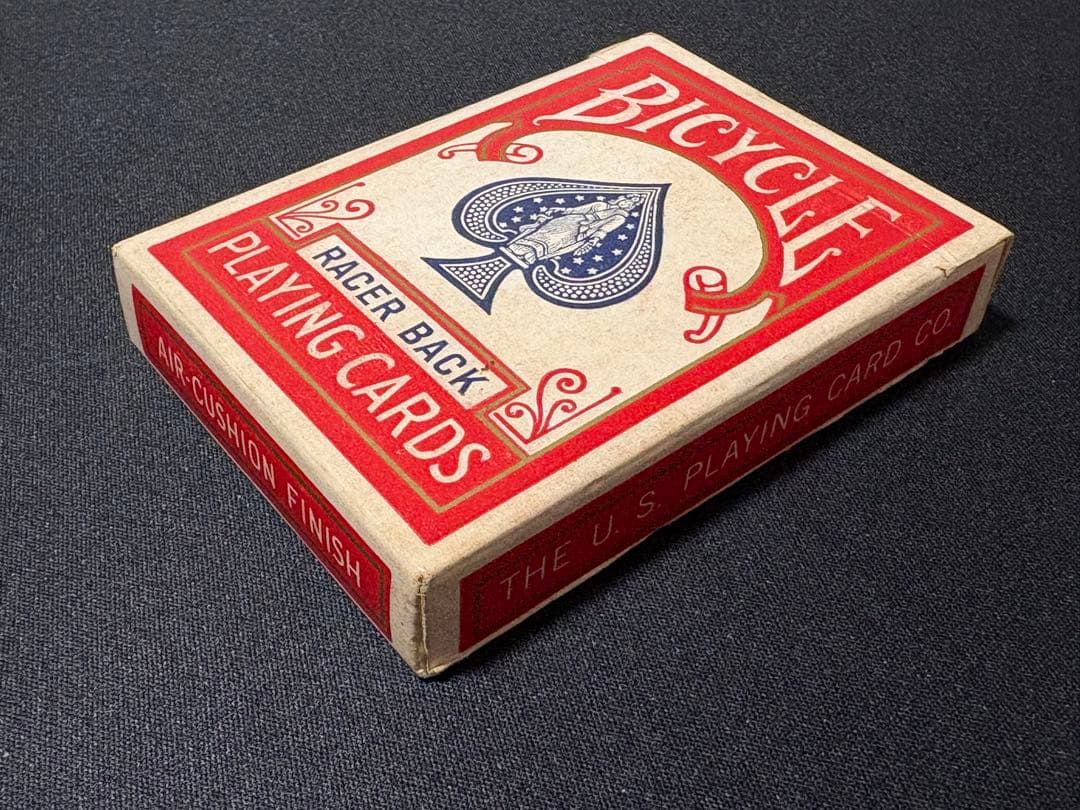 BICYCLE
RACER BACK
PLAYING CARDS
AIR-CUSHION FINISH
THE U. S. PLAYING CARD CO.